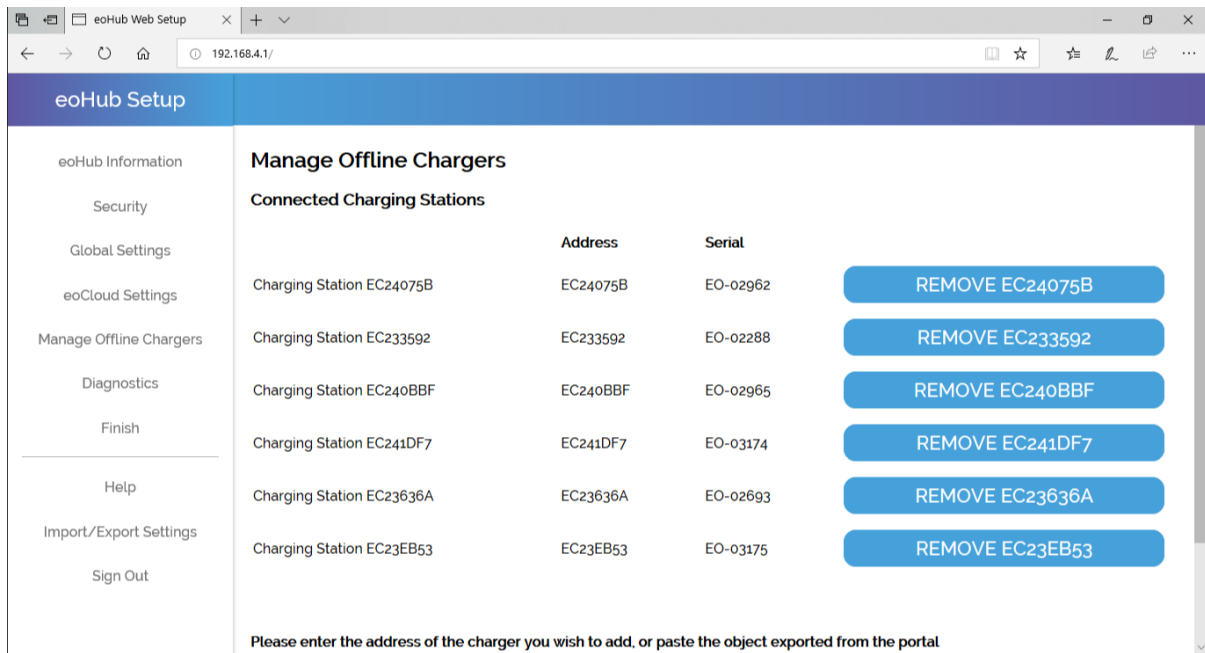 eoHub Web Setup
192.168.4.1/
eoHub Setup
eoHub Information
Security
Global Settings
eoCloud Settings
Manage Offline Chargers
Diagnostics
Finish
Help
Import/Export Settings
Sign Out
Manage Offline Chargers
Connected Charging Stations
Address Serial
Charging Station EC24075B EC24075B EO-02962 REMOVE EC24075B
Charging Station EC233592 EC233592 EO-02288 REMOVE EC233592
Charging Station EC240BBF EC240BBF EO-02965 REMOVE EC240BBF
Charging Station EC241DF7 EC241DF7 EO-03174 REMOVE EC241DF7
Charging Station EC23636A EC23636A EO-02693 REMOVE EC23636A
Charging Station EC23EB53 EC23EB53 EO-03175 REMOVE EC23EB53
Please enter the address of the charger you wish to add, or paste the object exported from the portal